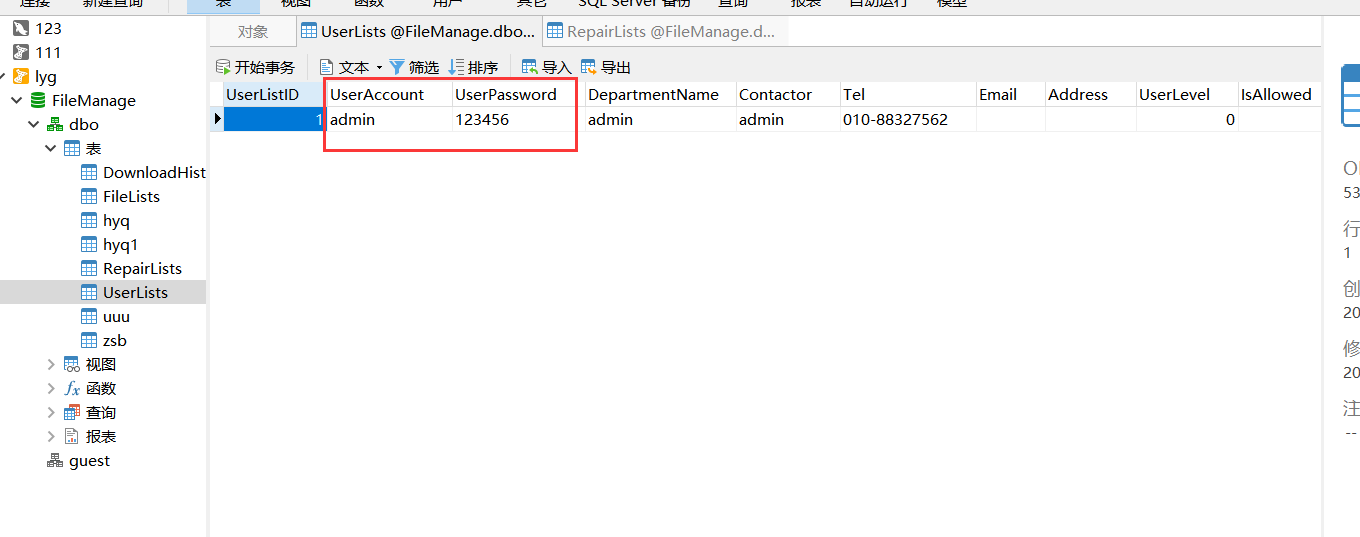 连接 新建查询 表 视图 函数 用户 其它 SQL Server 备份 查询 报表 自动运行 模型
123
111
lyg
FileManage
dbo
表
DownloadHist
FileLists
hyq
hyq1
RepairLists
UserLists
uuu
zsb
视图
函数
查询
报表
guest
对象 UserLists @FileManage.dbo... RepairLists @FileManage.d...
开始事务 文本 筛选 排序 导入 导出
UserListID UserAccount UserPassword DepartmentName Contactor Tel Email Address UserLevel IsAllowed
1 admin 123456 admin admin 010-88327562 0
53
行
1
创
20
修
20
注
--